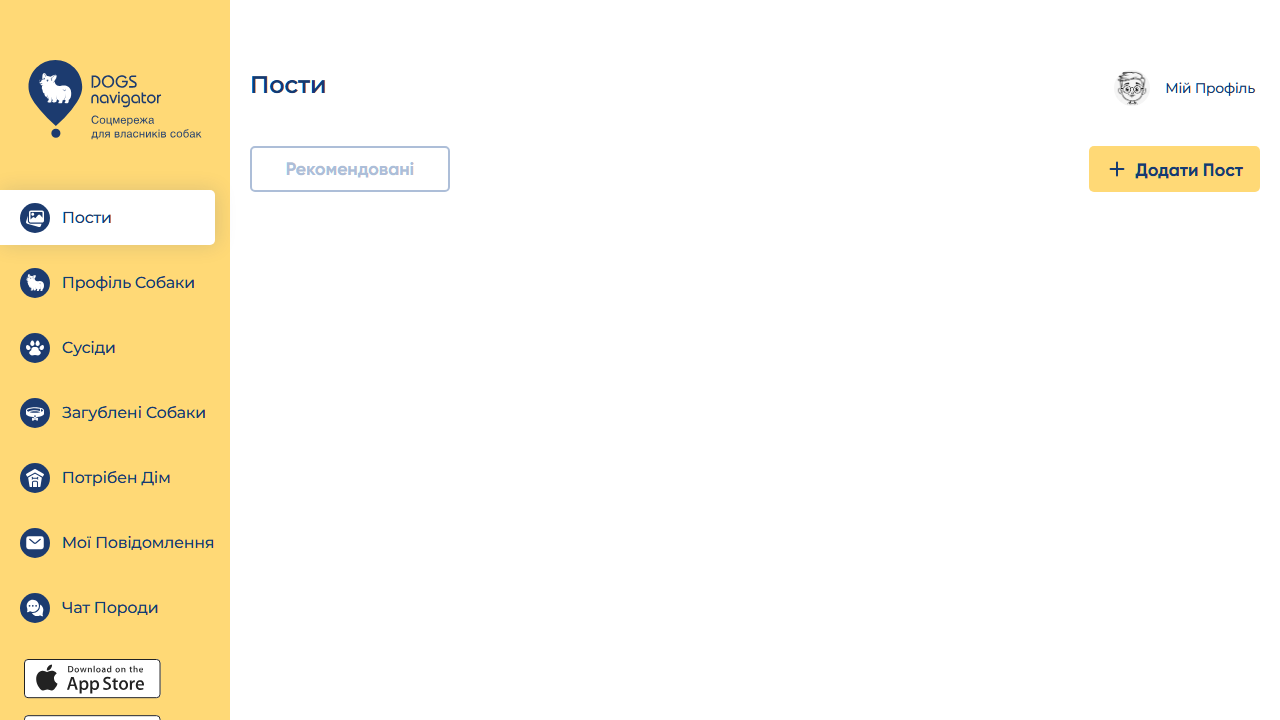 DOGS
navigator
Соцмережа
для власників собак
Пости
Мій Профіль
Рекомендовані
Додати Пост
Пости
Профіль Собаки
Сусіди
Загублені Собаки
Потрібен Дім
Мої Повідомлення
Чат Породи
Download on the
App Store